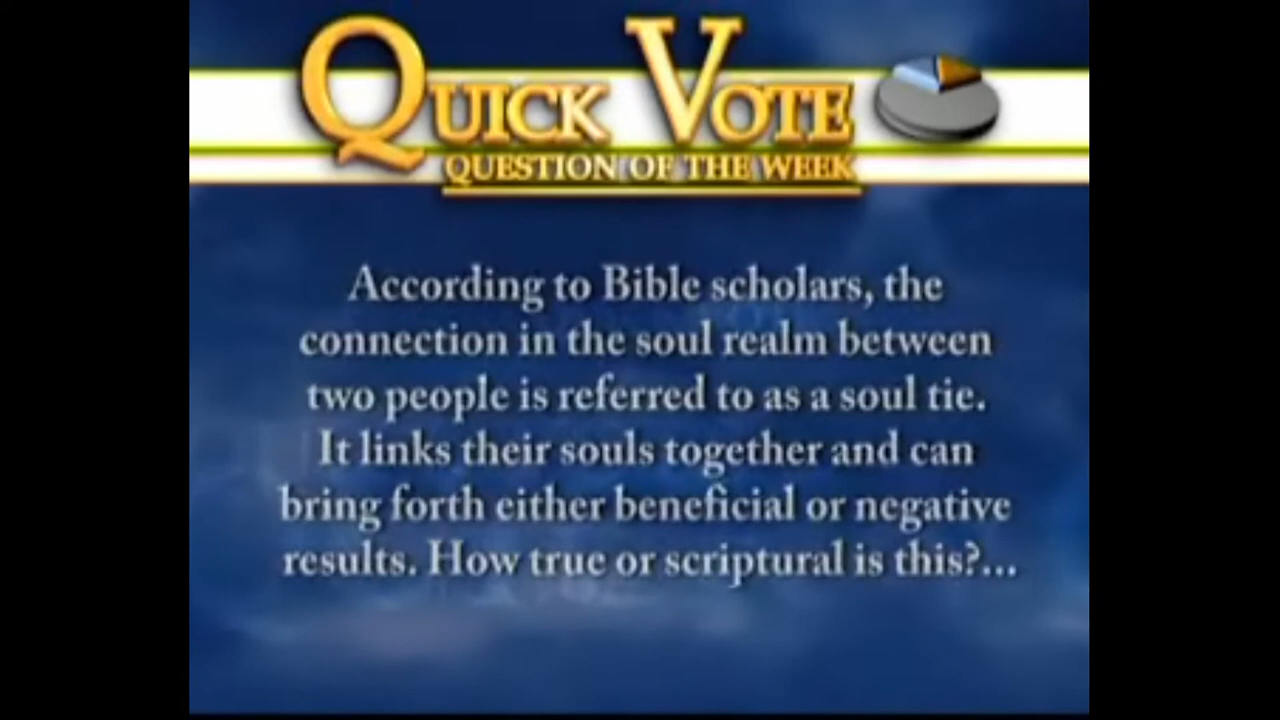 QUICK VOTE
QUESTION OF THE WEEK
According to Bible scholars, the
connection in the soul realm between
two people is referred to as a soul tie.
It links their souls together and can
bring forth either beneficial or negative
results. How true or scriptural is this?...